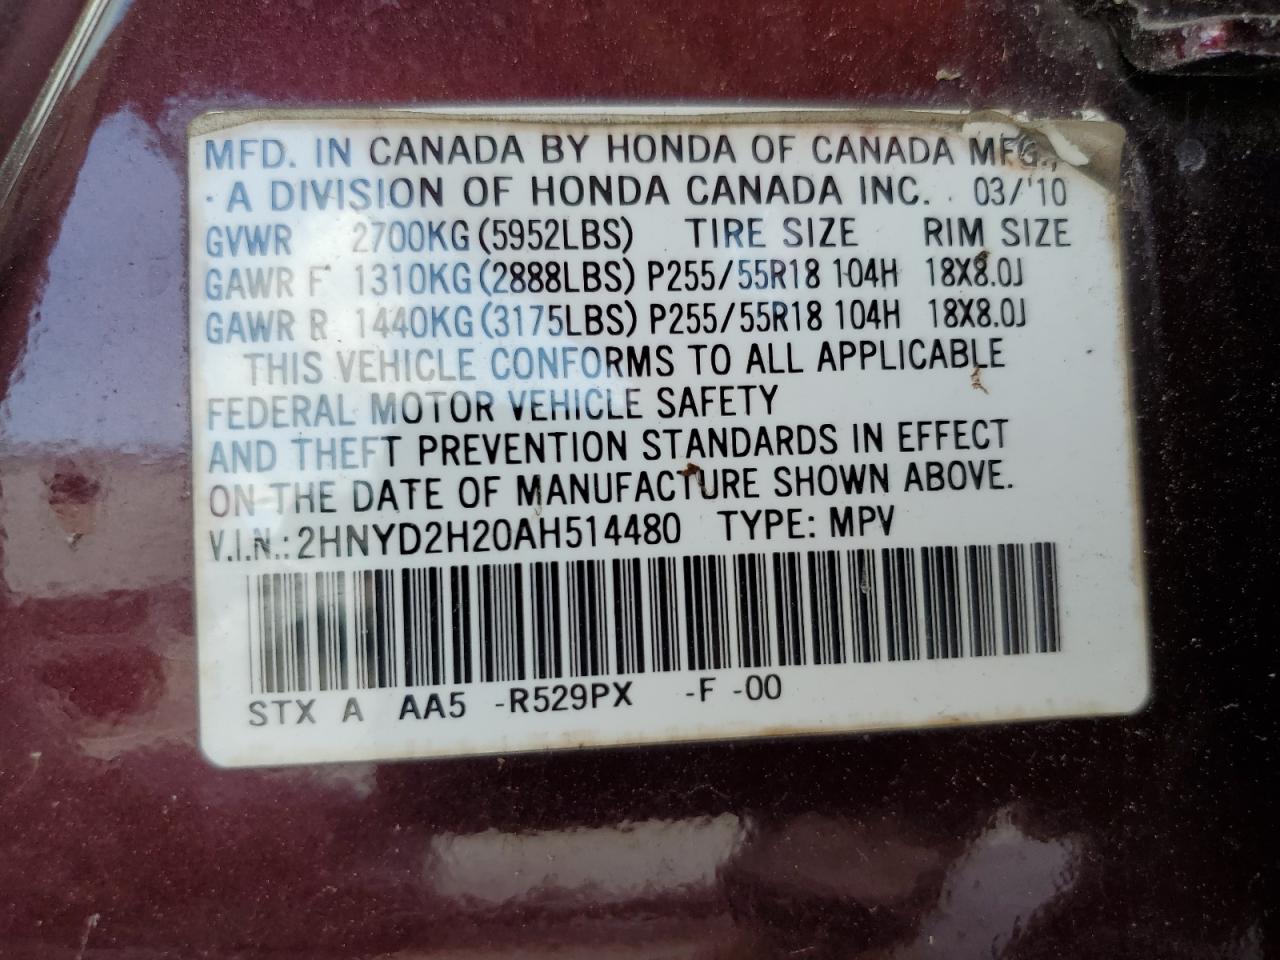 MFD. IN CANADA BY HONDA OF CANADA MFG.,
A DIVISION OF HONDA CANADA INC. 03/'10
GVWR 2700KG (5952LBS) TIRE SIZE RIM SIZE
GAWR F 1310KG (2888LBS) P255/55R18 104H 18X8.0J
GAWR R 1440KG (3175LBS) P255/55R18 104H 18X8.0J
THIS VEHICLE CONFORMS TO ALL APPLICABLE
FEDERAL MOTOR VEHICLE SAFETY
AND THEFT PREVENTION STANDARDS IN EFFECT
ON THE DATE OF MANUFACTURE SHOWN ABOVE.
V.I.N.: 2HNYD2H20AH514480 TYPE: MPV
STX A AA5 -R529PX -F -00